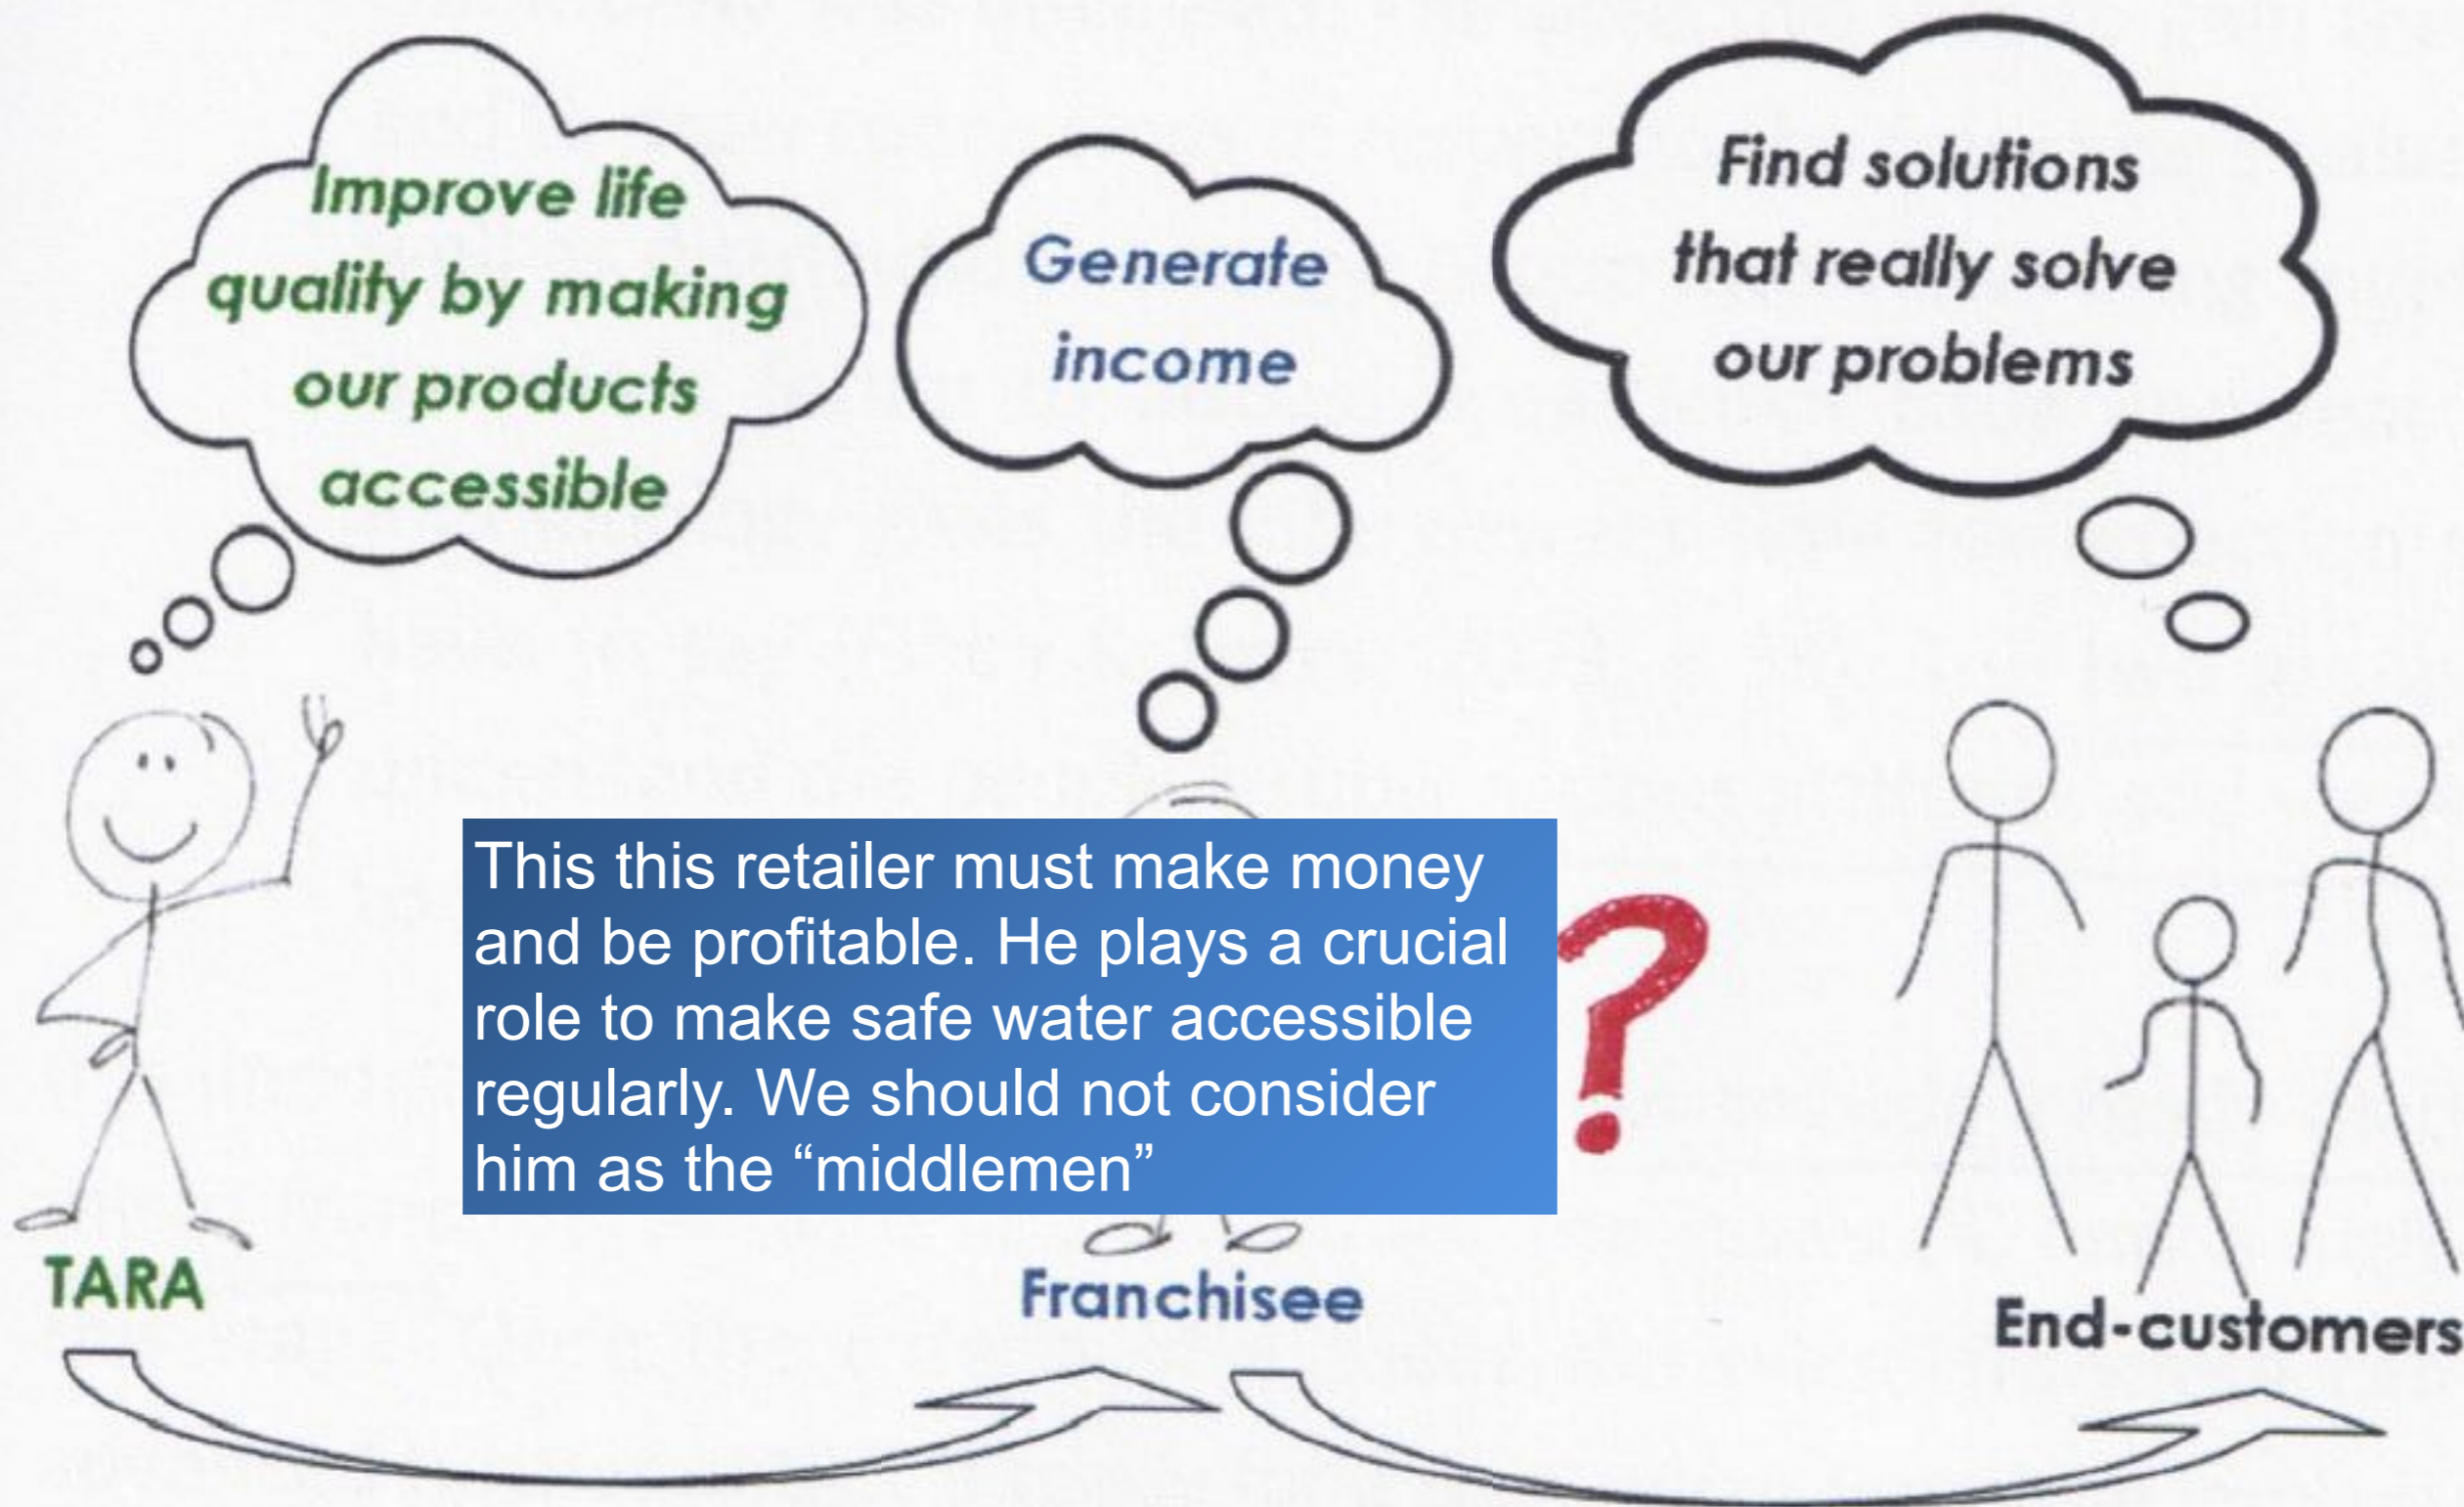 Improve life
quality by making
our products
accessible
Generate
income
Find solutions
that really solve
our problems
This this retailer must make money
and be profitable. He plays a crucial
role to make safe water accessible
regularly. We should not consider
him as the “middlemen”
?
TARA
Franchisee
End-customers